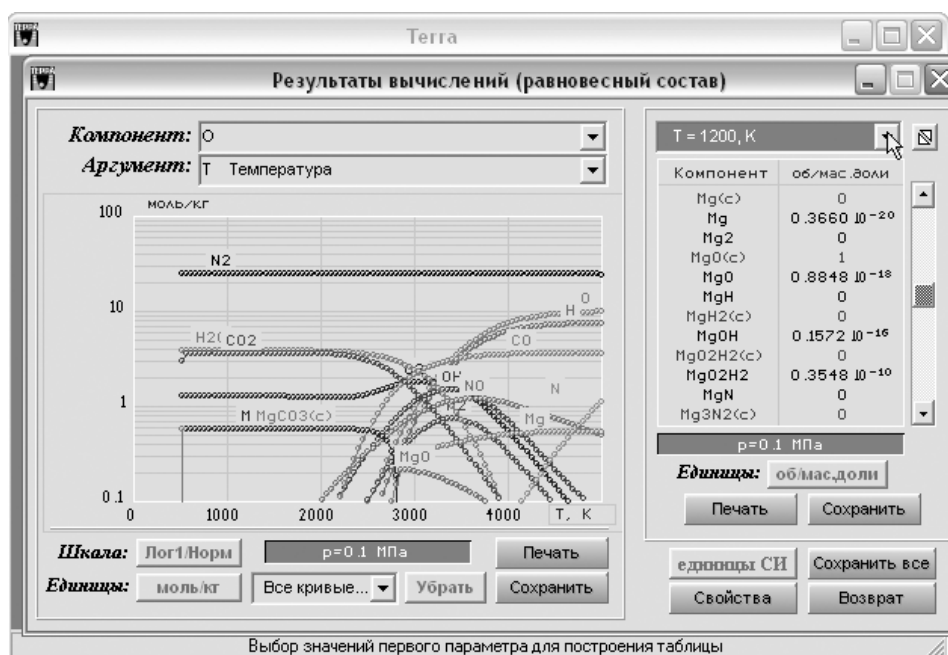 Terra
Результаты вычислений (равновесный состав)
Компонент: O
Аргумент: T Температура
моль/кг
100
10
1
0.1
0 1000 2000 3000 4000 T, K
N2
CO2
MgCO3(c)
MgO
OH
NO
CO
H
O
N
Mg
Шкала: Лог1/Норм p=0.1 МПа Печать
Единицы: моль/кг Все кривые... Убрать Сохранить
T = 1200, K
Компонент об/мас.доли
Mg(c) 0
Mg 0.3660 10-20
Mg2 0
MgO(c) 1
MgO 0.8848 10-18
MgH 0
MgH2(c) 0
MgOH 0.1572 10-16
MgO2H2(c) 0
MgO2H2 0.3548 10-10
MgN 0
Mg3N2(c) 0
p=0.1 МПа
Единицы: об/мас,доли
Печать Сохранить
единицы СИ Сохранить все
Свойства Возврат
Выбор значений первого параметра для построения таблицы